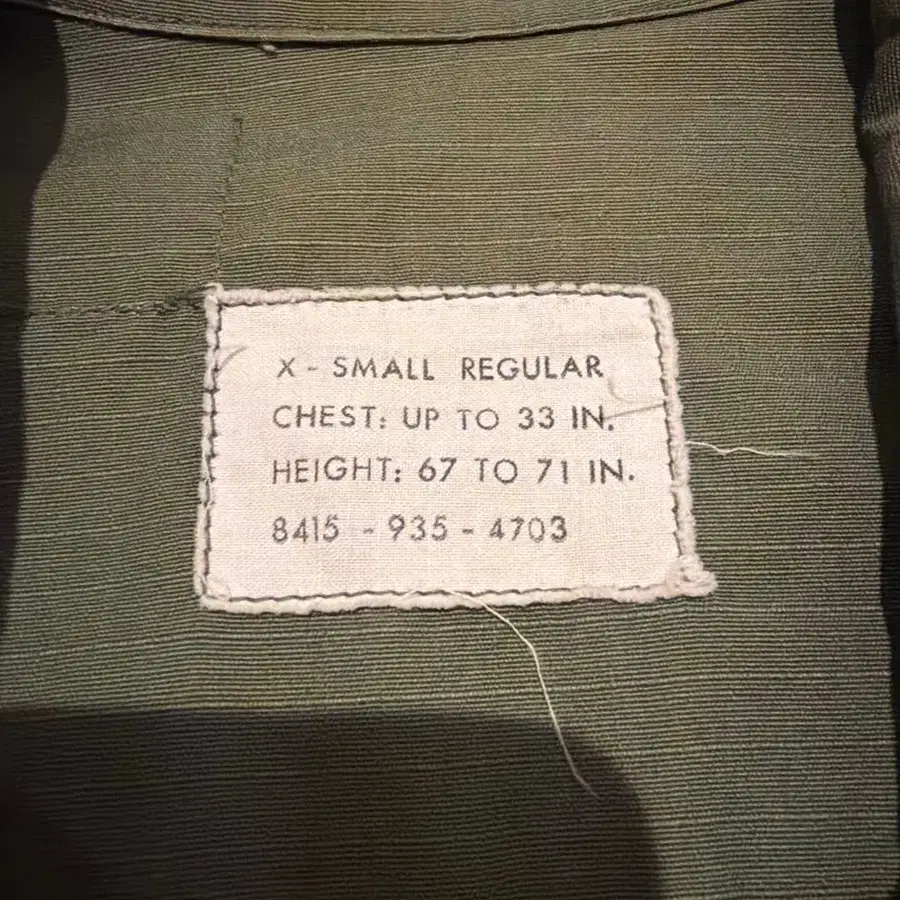 X - SMALL REGULAR
CHEST: UP TO 33 IN.
HEIGHT: 67 TO 71 IN.
8415 - 935 - 4703